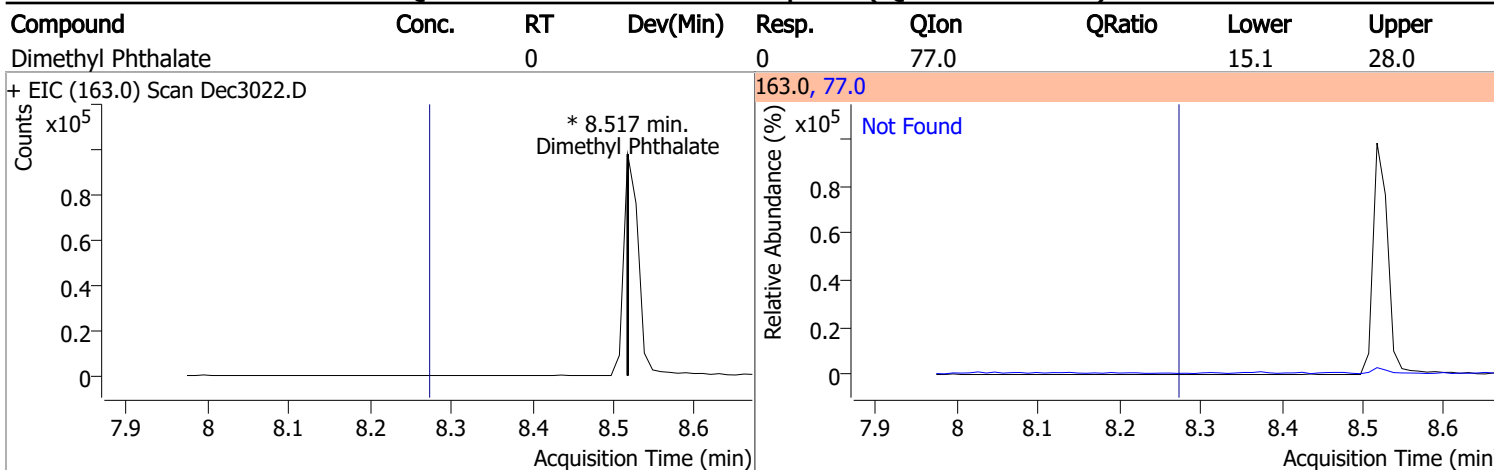 Compound Conc. RT Dev(Min) Resp. QIon QRatio Lower Upper
Dimethyl Phthalate 0 0 77.0 15.1 28.0
+ EIC (163.0) Scan Dec3022.D
Counts
x10⁵
* 8.517 min.
Dimethyl Phthalate
0.8
0.6
0.4
0.2
0
7.9 8 8.1 8.2 8.3 8.4 8.5 8.6
Acquisition Time (min)
163.0, 77.0
Relative Abundance (%)
x10⁵
Not Found
0.8
0.6
0.4
0.2
0
7.9 8 8.1 8.2 8.3 8.4 8.5 8.6
Acquisition Time (min